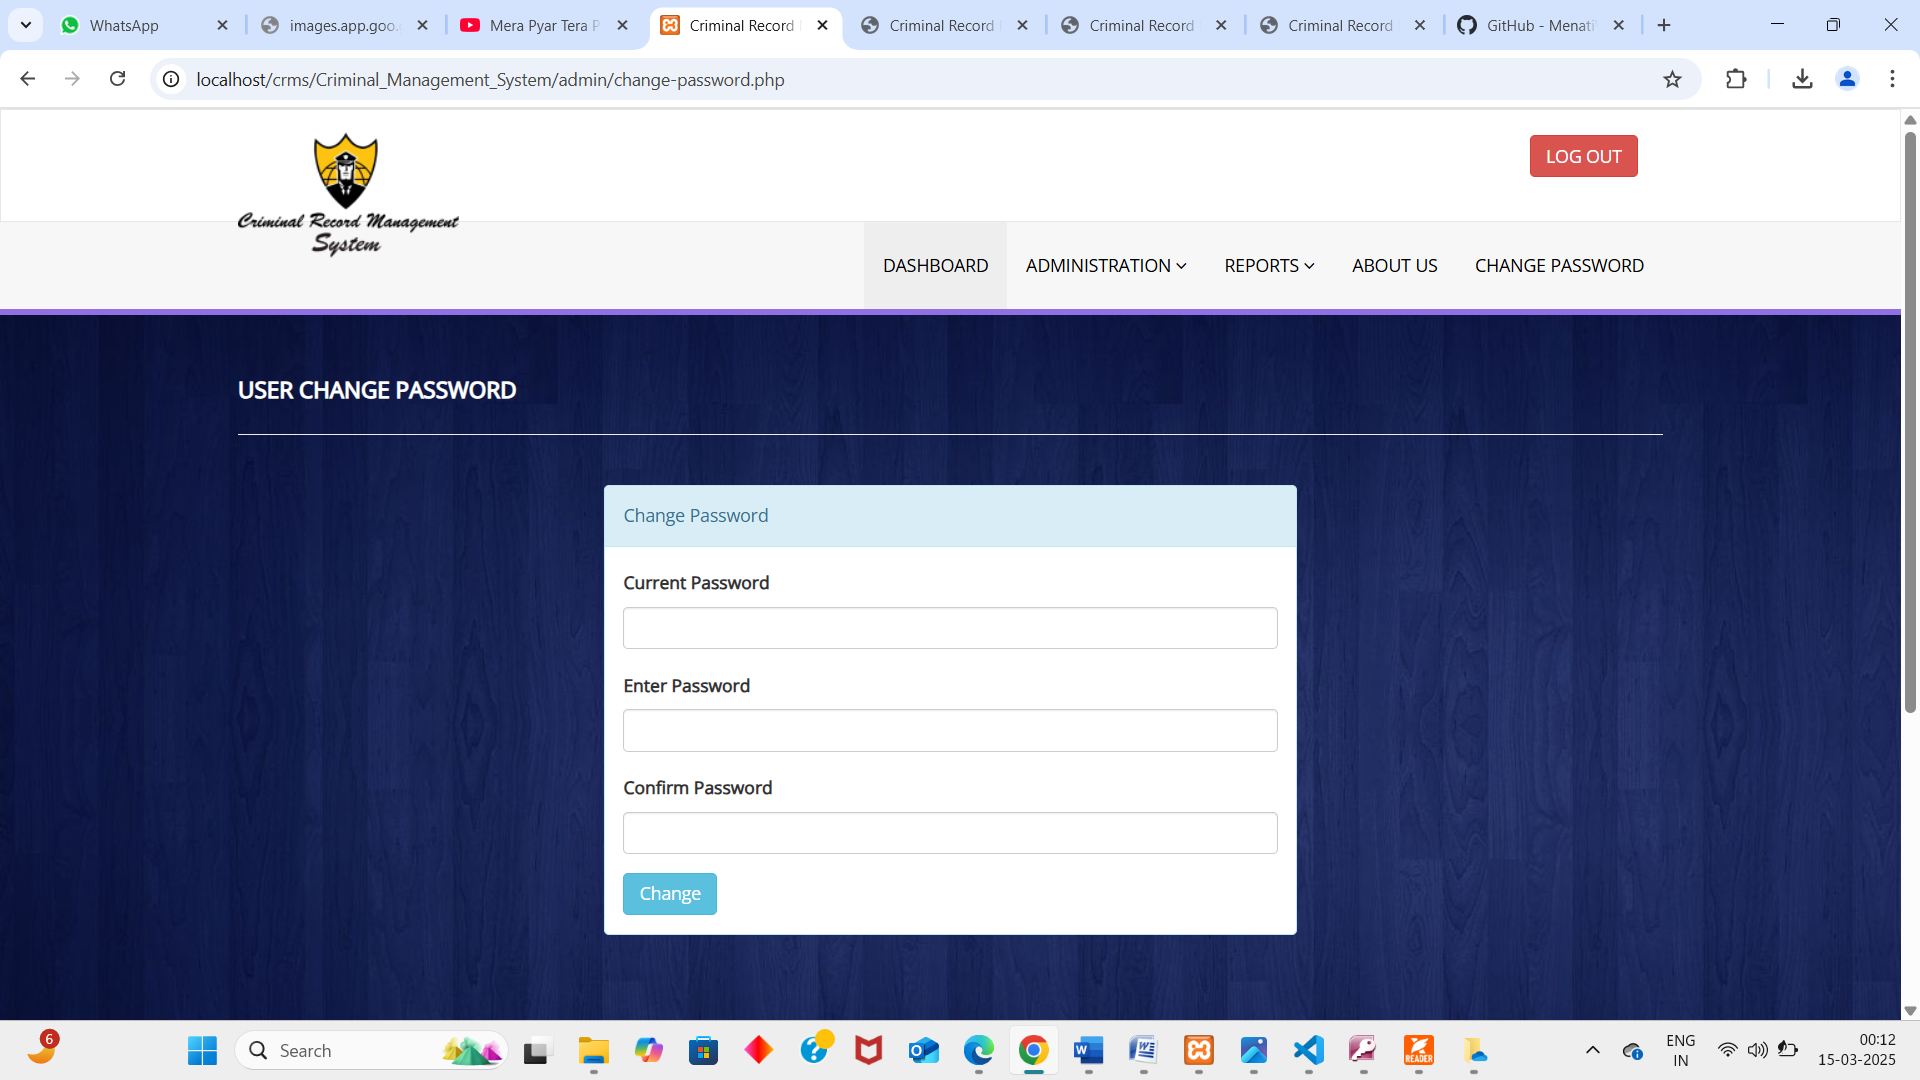 WhatsApp
images.app.goo.
Mera Pyar Tera P
Criminal Record
Criminal Record
Criminal Record
Criminal Record
GitHub - Menati
localhost/crms/Criminal_Management_System/admin/change-password.php
LOG OUT
Criminal Record Management
System
DASHBOARD
ADMINISTRATION
REPORTS
ABOUT US
CHANGE PASSWORD
USER CHANGE PASSWORD
Change Password
Current Password
Enter Password
Confirm Password
Change
6
Search
READER
ENG
IN
00:12
15-03-2025